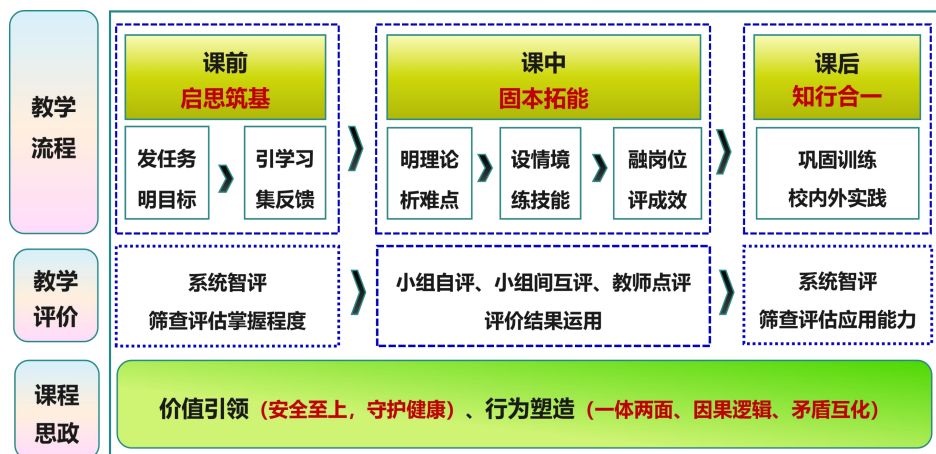 教学
流程
课前
启思筑基
发任务
明目标
引学习
集反馈
课中
固本拓能
明理论
析难点
设情境
练技能
融岗位
评成效
课后
知行合一
巩固训练
校内外实践
教学
评价
系统智评
筛查评估掌握程度
小组自评、小组间互评、教师点评
评价结果运用
系统智评
筛查评估应用能力
课程
思政
价值引领（安全至上，守护健康）、行为塑造（一体两面、因果逻辑、矛盾互化）